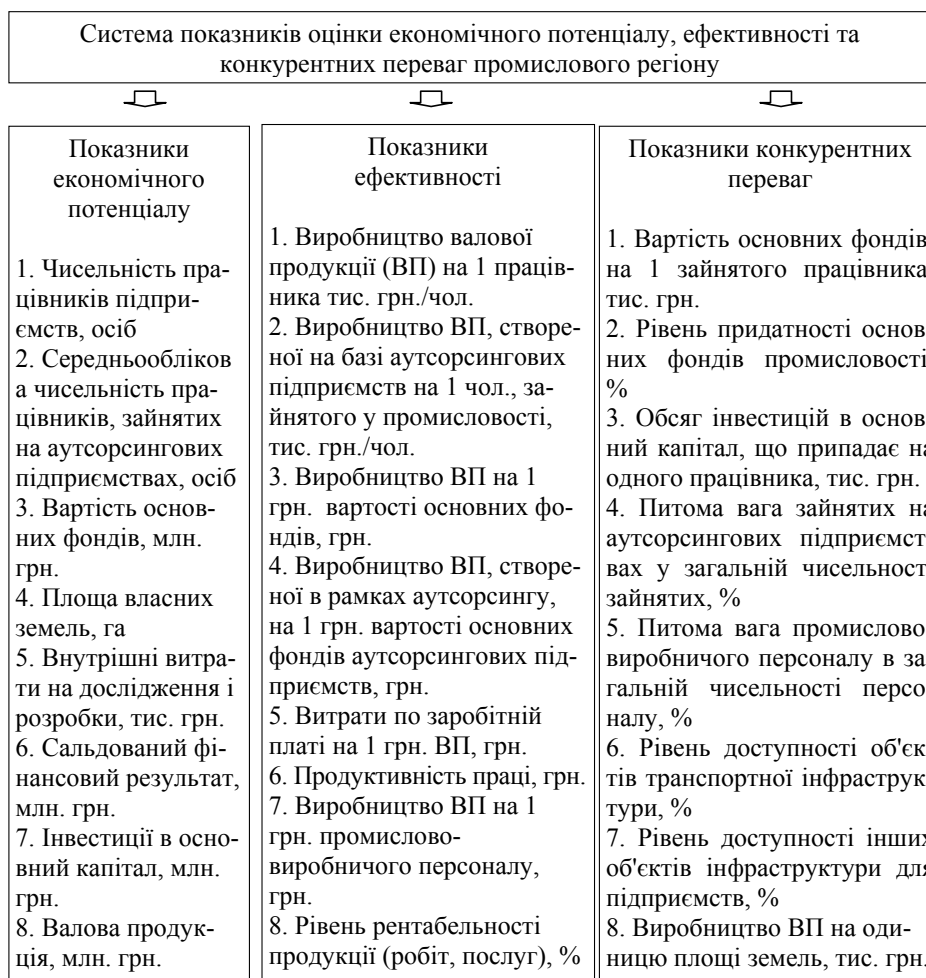 Система показників оцінки економічного потенціалу, ефективності та
конкурентних переваг промислового регіону
Показники
економічного
потенціалу
1. Чисельність пра-
цівників підпри-
ємств, осіб
2. Середньообліков
а чисельність пра-
цівників, зайнятих
на аутсорсингових
підприємствах, осіб
3. Вартість основ-
них фондів, млн.
грн.
4. Площа власних
земель, га
5. Внутрішні витра-
ти на дослідження і
розробки, тис. грн.
6. Сальдований фі-
нансовий результат,
млн. грн.
7. Інвестиції в осно-
вний капітал, млн.
грн.
8. Валова продук-
ція, млн. грн.
Показники
ефективності
1. Виробництво валової
продукції (ВП) на 1 праців-
ника тис. грн./чол.
2. Виробництво ВП, створе-
ної на базі аутсорсингових
підприємств на 1 чол., за-
йнятого у промисловості,
тис. грн./чол.
3. Виробництво ВП на 1
грн. вартості основних фо-
ндів, грн.
4. Виробництво ВП, створе-
ної в рамках аутсорсингу,
на 1 грн. вартості основних
фондів аутсорсингових під-
приємств, грн.
5. Витрати по заробітній
платі на 1 грн. ВП, грн.
6. Продуктивність праці, грн.
7. Виробництво ВП на 1
грн. промислово-
виробничого персоналу,
грн.
8. Рівень рентабельності
продукції (робіт, послуг), %
Показники конкурентних
переваг
1. Вартість основних фондів
на 1 зайнятого працівника
тис. грн.
2. Рівень придатності основ
них фондів промисловості
%
3. Обсяг інвестицій в основ
ний капітал, що припадає на
одного працівника, тис. грн.
4. Питома вага зайнятих на
аутсорсингових підприємст
вах у загальній чисельност
зайнятих, %
5. Питома вага промислово
виробничого персоналу в за
гальній чисельності персо
налу, %
6. Рівень доступності об'єк
тів транспортної інфраструк
тури, %
7. Рівень доступності інших
об'єктів інфраструктури для
підприємств, %
8. Виробництво ВП на оди-
ницю площі земель, тис. грн.